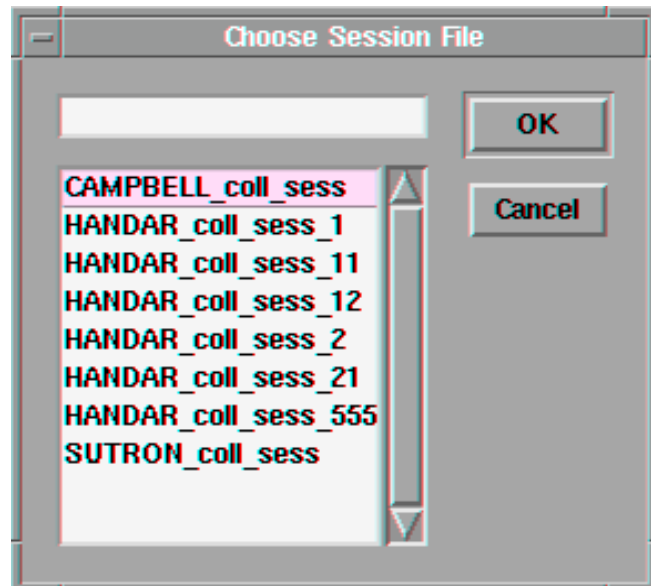 Choose Session File
OK
CAMPBELL_coll_sess
Cancel
HANDAR_coll_sess_1
HANDAR_coll_sess_11
HANDAR_coll_sess_12
HANDAR_coll_sess_2
HANDAR_coll_sess_21
HANDAR_coll_sess_555
SUTRON_coll_sess